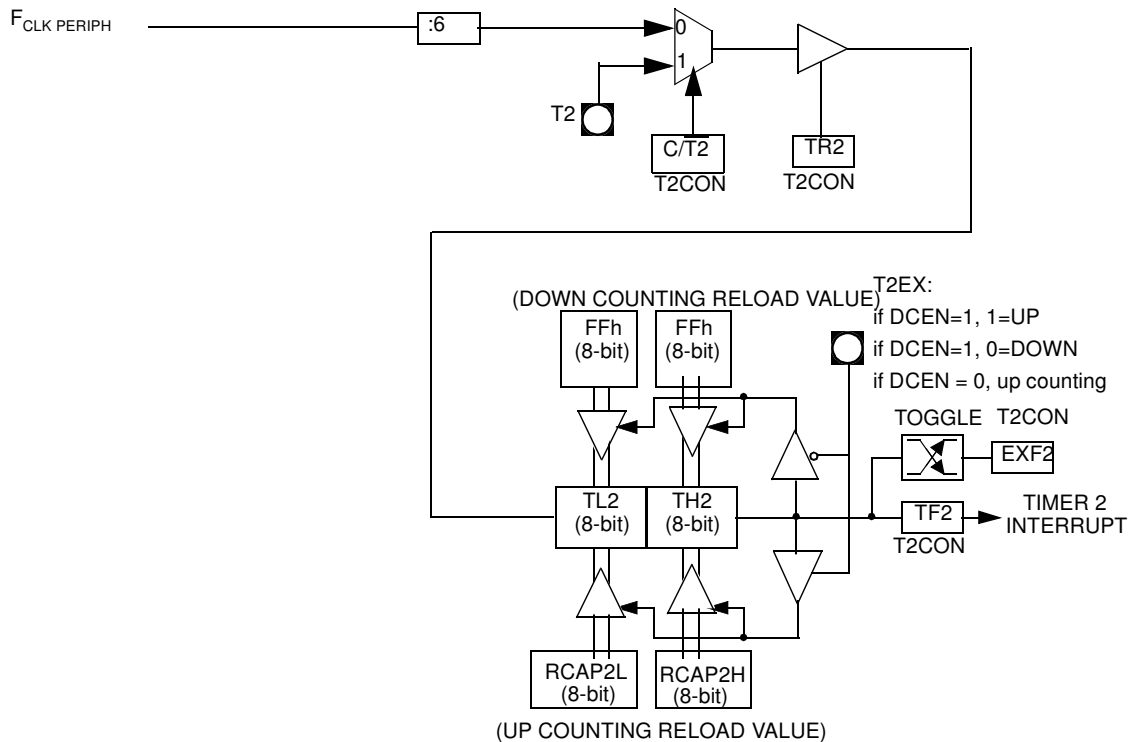 FCLK PERIPH
:6
0
1
T2
C/T2
T2CON
TR2
T2CON
T2EX:
(DOWN COUNTING RELOAD VALUE)
if DCEN=1, 1=UP
if DCEN=1, 0=DOWN
if DCEN = 0, up counting
FFh
(8-bit)
FFh
(8-bit)
TOGGLE
T2CON
EXF2
TL2
(8-bit)
TH2
(8-bit)
TF2
T2CON
TIMER 2
INTERRUPT
RCAP2L
(8-bit)
RCAP2H
(8-bit)
(UP COUNTING RELOAD VALUE)